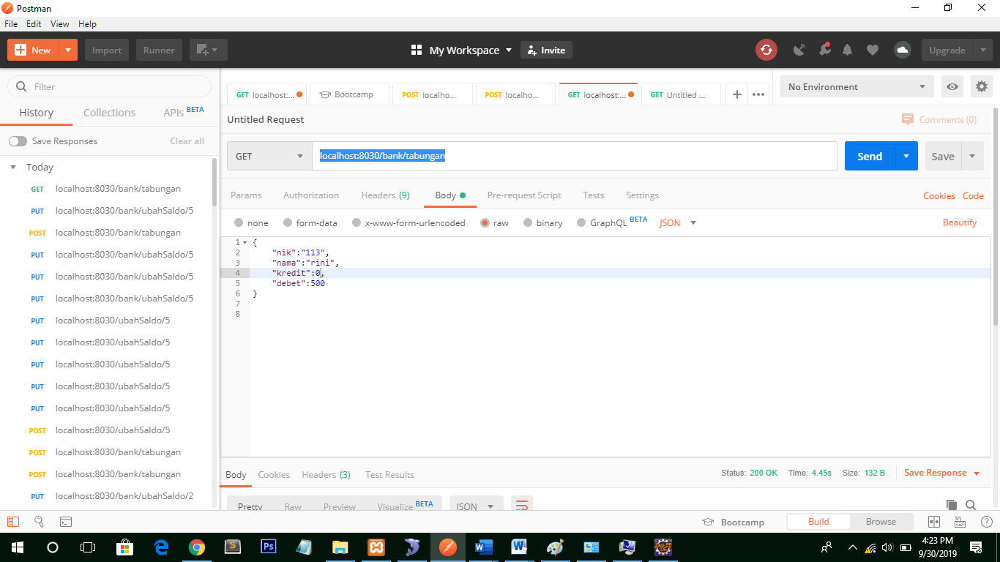 Postman
File Edit View Help
New Import Runner My Workspace Invite Upgrade
Filter
History Collections APIs BETA
Save Responses Clear all
Today
GET localhost:8030/bank/tabungan
PUT localhost:8030/bank/ubahSaldo/5
POST localhost:8030/bank/tabungan
PUT localhost:8030/bank/ubahSaldo/5
PUT localhost:8030/bank/ubahSaldo/5
PUT localhost:8030/bank/ubahSaldo/5
PUT localhost:8030/ubahSaldo/5
PUT localhost:8030/ubahSaldo/5
PUT localhost:8030/ubahSaldo/5
PUT localhost:8030/ubahSaldo/5
PUT localhost:8030/ubahSaldo/5
POST localhost:8030/ubahSaldo/5
POST localhost:8030/bank/tabungan
POST localhost:8030/bank/tabungan
PUT localhost:8030/bank/ubahSaldo/2
GET localhost:... Bootcamp POST localho... POST localho... GET localhost:... GET Untitled ... + ••• No Environment
Untitled Request Comments (0)
GET localhost:8030/bank/tabungan Send Save
Params Authorization Headers (9) Body Pre-request Script Tests Settings Cookies Code
none form-data x-www-form-urlencoded raw binary GraphQL BETA JSON Beautify
1 {
2 "nik":"113",
3 "nama":"rini",
4 "kredit":0,
5 "debet":500
6 }
7
8
Body Cookies Headers (3) Test Results Status: 200 OK Time: 4.45s Size: 132 B Save Response
Pretty Raw Preview Visualize BETA JSON
Bootcamp Build Browse
4:23 PM
9/30/2019